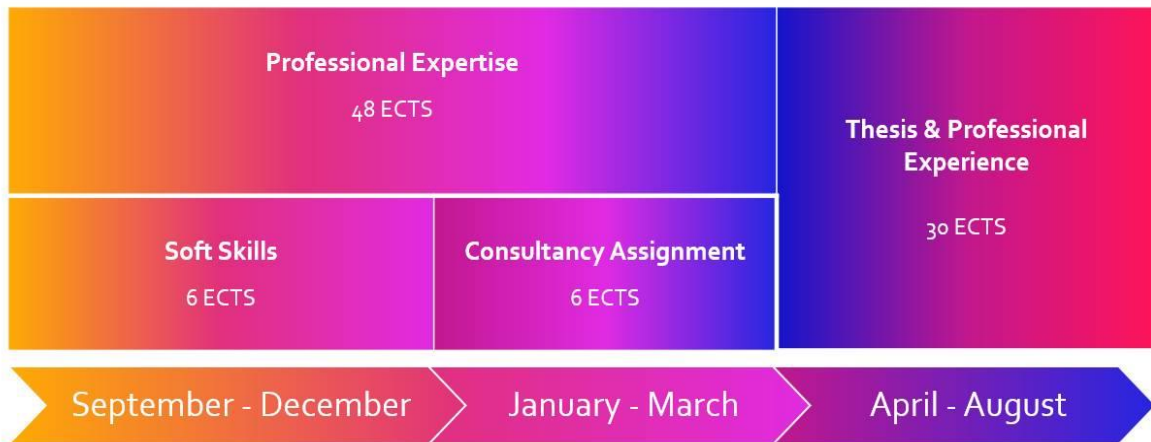 Professional Expertise
48 ECTS
Thesis & Professional
Experience
30 ECTS
Soft Skills
6 ECTS
Consultancy Assignment
6 ECTS
September - December
January - March
April - August